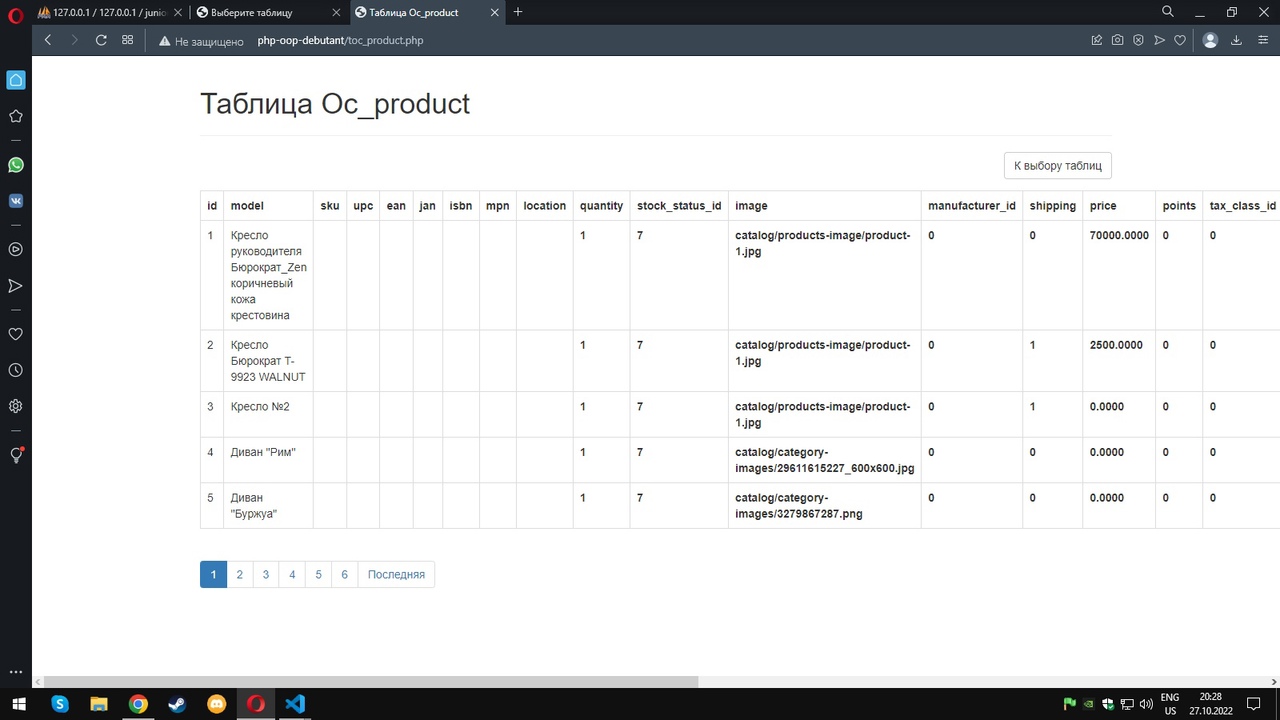 127.0.0.1 / 127.0.0.1 / junio
Выберите таблицу
Таблица Oc_product
Не защищено
php-oop-debutant/toc_product.php
Таблица Oc_product
К выбору таблиц
id model sku upc ean jan isbn mpn location quantity stock_status_id image manufacturer_id shipping price points tax_class_id
1 Кресло 1 7 catalog/products-image/product- 0 0 70000.0000 0 0
руководителя 1.jpg
Бюрократ_Zen
коричневый
кожа
крестовина
2 Кресло 1 7 catalog/products-image/product- 0 1 2500.0000 0 0
Бюрократ Т- 1.jpg
9923 WALNUT
3 Кресло №2 1 7 catalog/products-image/product- 0 1 0.0000 0 0
1.jpg
4 Диван "Рим" 1 7 catalog/category- 0 0 0.0000 0 0
images/29611615227_600x600.jpg
5 Диван 1 7 catalog/category- 0 0 0.0000 0 0
"Буржуа" images/3279867287.png
1 2 3 4 5 6 Последняя
ENG 20:28
US 27.10.2022